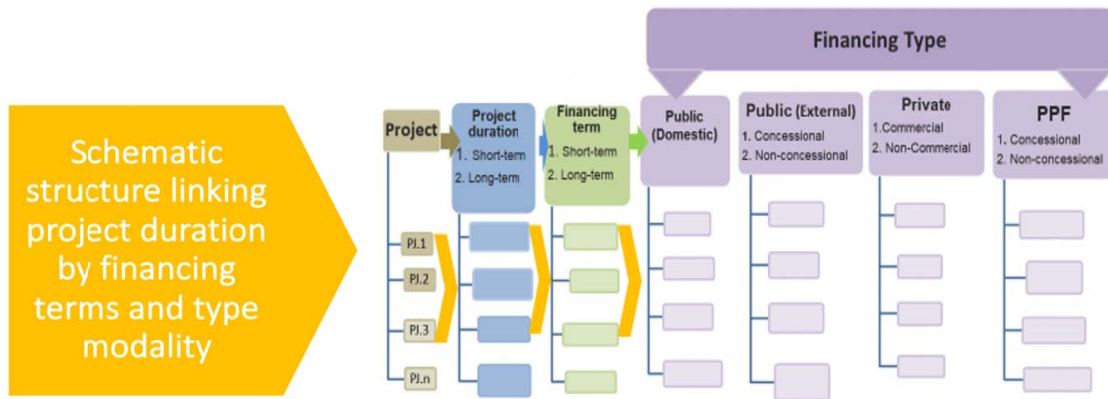 Schematic
structure linking
project duration
by financing
terms and type
modality
Financing Type
Project
Project
duration
1. Short-term
2. Long-term
Financing
term
1. Short-term
2. Long-term
Public
(Domestic)
Public (External)
1. Concessional
2. Non-concessional
Private
1.Commercial
2. Non-Commercial
PPF
1. Concessional
2. Non-concessional
PJ.1
PJ.2
PJ.3
PJ.n